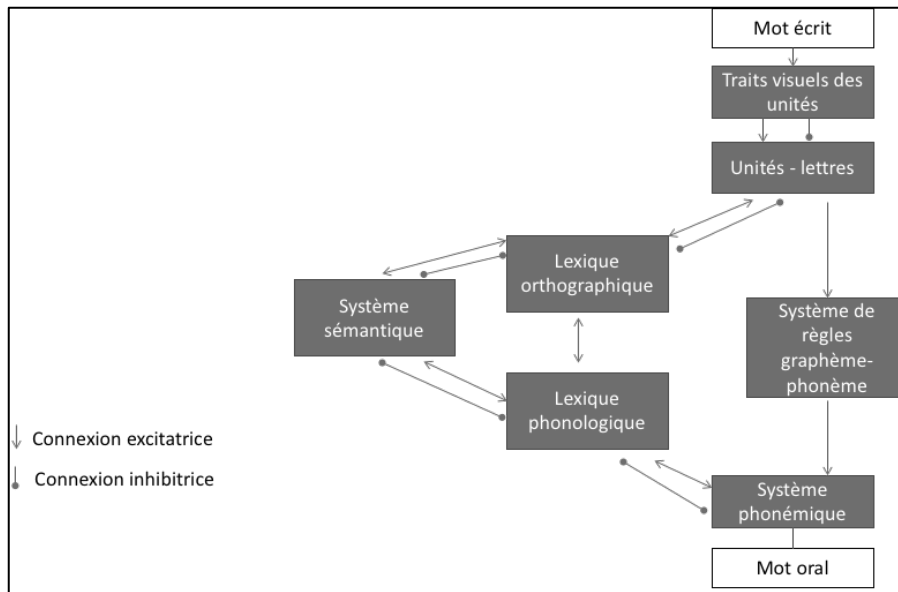 Mot écrit
Traits visuels des
unités
Unités - lettres
Lexique
orthographique
Système
sémantique
Système de
règles
graphème-
phonème
Lexique
phonologique
Connexion excitatrice
Connexion inhibitrice
Système
phonémique
Mot oral